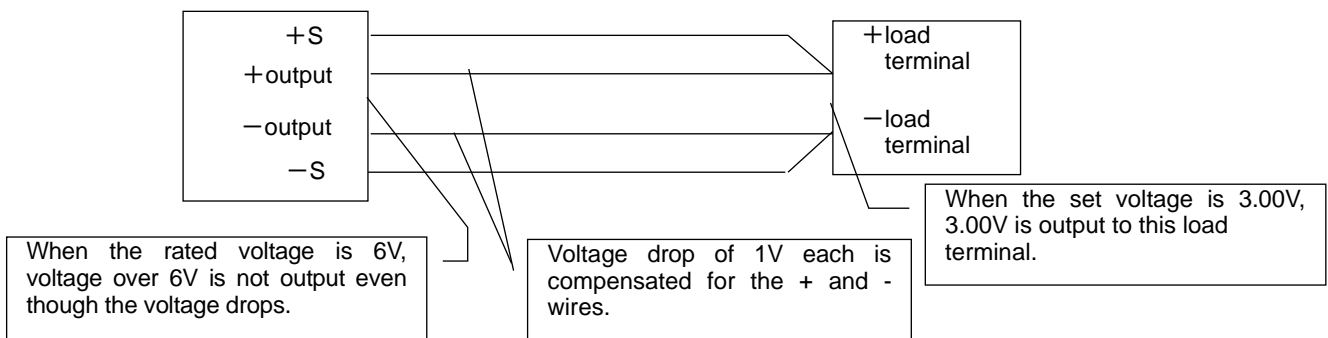 ＋S
＋output
－output
－S
＋load
terminal
－load
terminal
When the rated voltage is 6V,
voltage over 6V is not output even
though the voltage drops.
Voltage drop of 1V each is
compensated for the + and -
wires.
When the set voltage is 3.00V,
3.00V is output to this load
terminal.